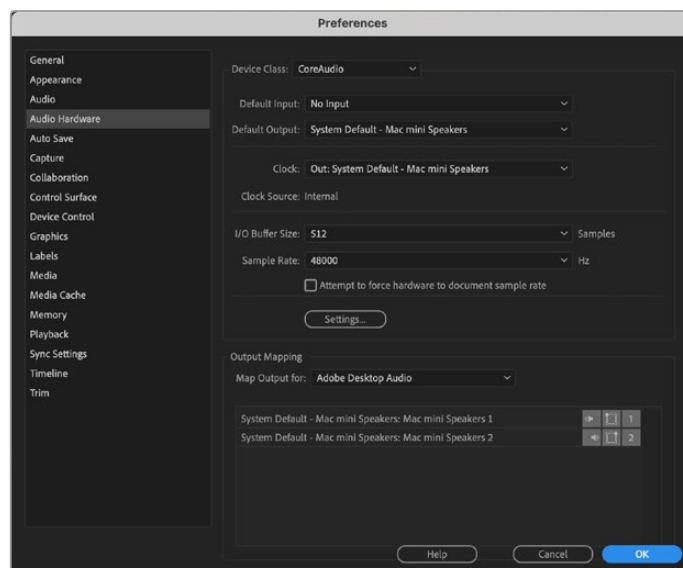 Preferences
General
Appearance
Audio
Audio Hardware
Auto Save
Capture
Collaboration
Control Surface
Device Control
Graphics
Labels
Media
Media Cache
Memory
Playback
Sync Settings
Timeline
Trim
Device Class: CoreAudio
Default Input: No Input
Default Output: System Default - Mac mini Speakers
Clock: Out: System Default - Mac mini Speakers
Clock Source: Internal
I/O Buffer Size: 512 Samples
Sample Rate: 48000 Hz
Attempt to force hardware to document sample rate
Settings...
Output Mapping
Map Output for: Adobe Desktop Audio
System Default - Mac mini Speakers: Mac mini Speakers 1 1
System Default - Mac mini Speakers: Mac mini Speakers 2 2
Help Cancel OK